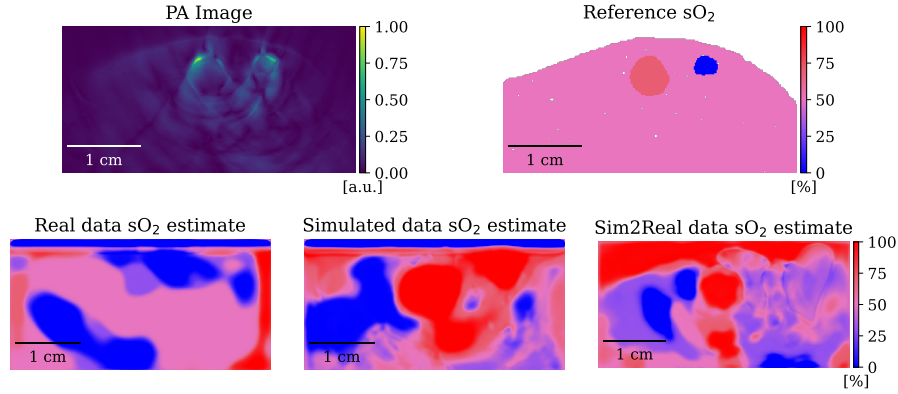 PA Image
1.00
0.75
0.50
0.25
0.00
[a.u.]
1 cm
Reference sO₂
100
75
50
25
0
[%]
1 cm
Real data sO₂ estimate
1 cm
Simulated data sO₂ estimate
1 cm
Sim2Real data sO₂ estimate
1 cm
100
75
50
25
0
[%]